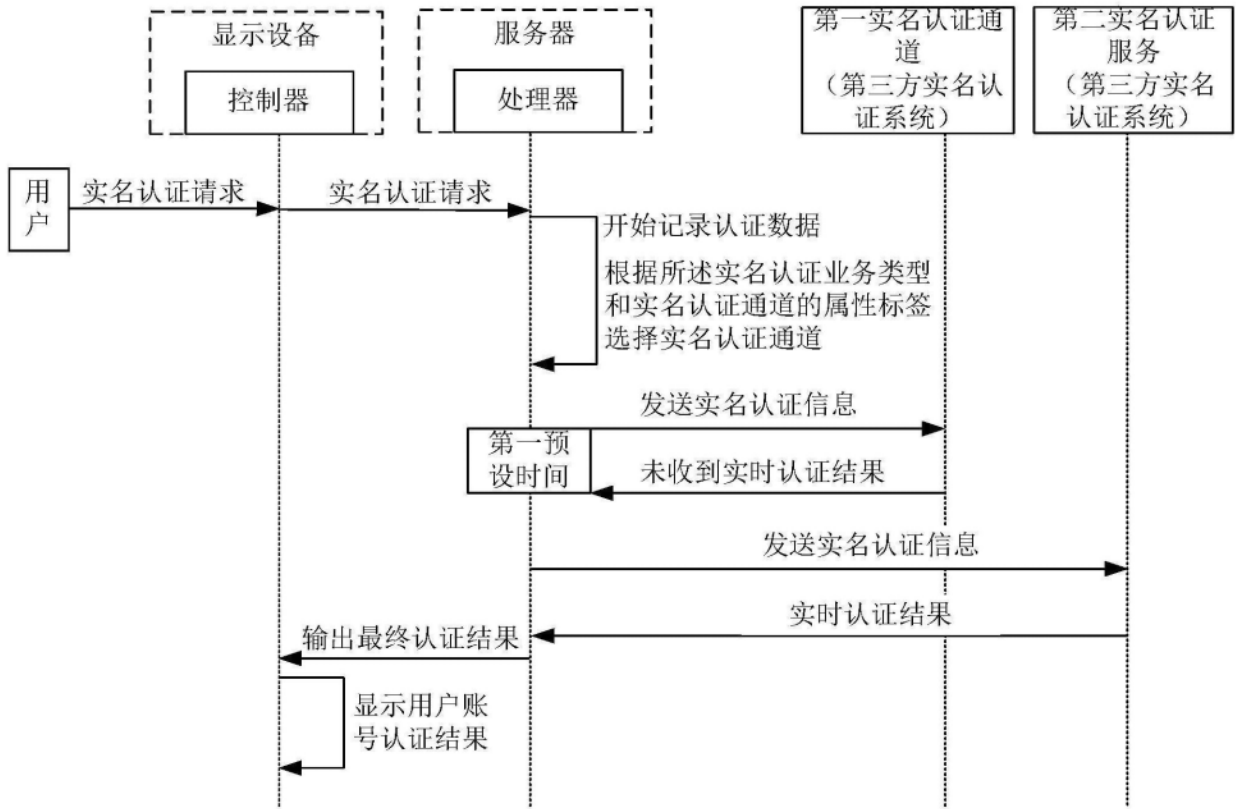 显示设备
控制器
服务器
处理器
第一实名认证通
道
（第三方实名认
证系统）
第二实名认证
服务
（第三方实名
认证系统）
用
户
实名认证请求
实名认证请求
开始记录认证数据
根据所述实名认证业务类型
和实名认证通道的属性标签
选择实名认证通道
发送实名认证信息
第一预
设时间
未收到实时认证结果
发送实名认证信息
实时认证结果
输出最终认证结果
显示用户账
号认证结果